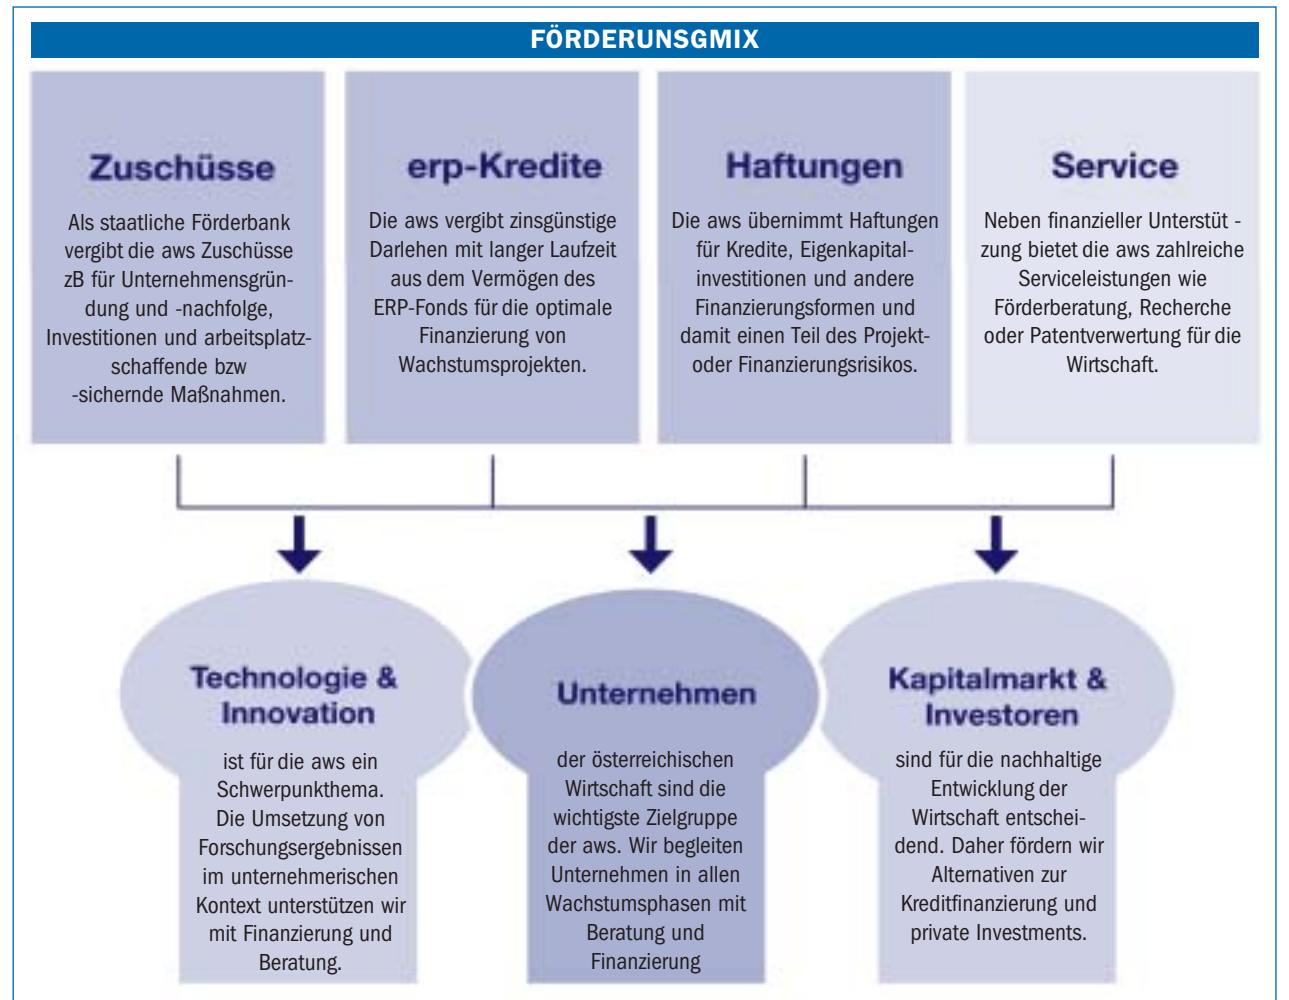 FÖRDERUNSGMIX
Zuschüsse
Als staatliche Förderbank
vergibt die aws Zuschüsse
zB für Unternehmensgrün-
dung und -nachfolge,
Investitionen und arbeitsplatz-
schaffende bzw
-sichernde Maßnahmen.
erp-Kredite
Die aws vergibt zinsgünstige
Darlehen mit langer Laufzeit
aus dem Vermögen des
ERP-Fonds für die optimale
Finanzierung von
Wachstumsprojekten.
Haftungen
Die aws übernimmt Haftungen
für Kredite, Eigenkapital-
investitionen und andere
Finanzierungsformen und
damit einen Teil des Projekt-
oder Finanzierungsrisikos.
Service
Neben finanzieller Unterstüt -
zung bietet die aws zahlreiche
Serviceleistungen wie
Förderberatung, Recherche
oder Patentverwertung für die
Wirtschaft.
Technologie &
Innovation
ist für die aws ein
Schwerpunkthema.
Die Umsetzung von
Forschungsergebnissen
im unternehmerischen
Kontext unterstützen wir
mit Finanzierung und
Beratung.
Unternehmen
der österreichischen
Wirtschaft sind die
wichtigste Zielgruppe
der aws. Wir begleiten
Unternehmen in allen
Wachstumsphasen mit
Beratung und
Finanzierung
Kapitalmarkt &
Investoren
sind für die nachhaltige
Entwicklung der
Wirtschaft entschei-
dend. Daher fördern wir
Alternativen zur
Kreditfinanzierung und
private Investments.